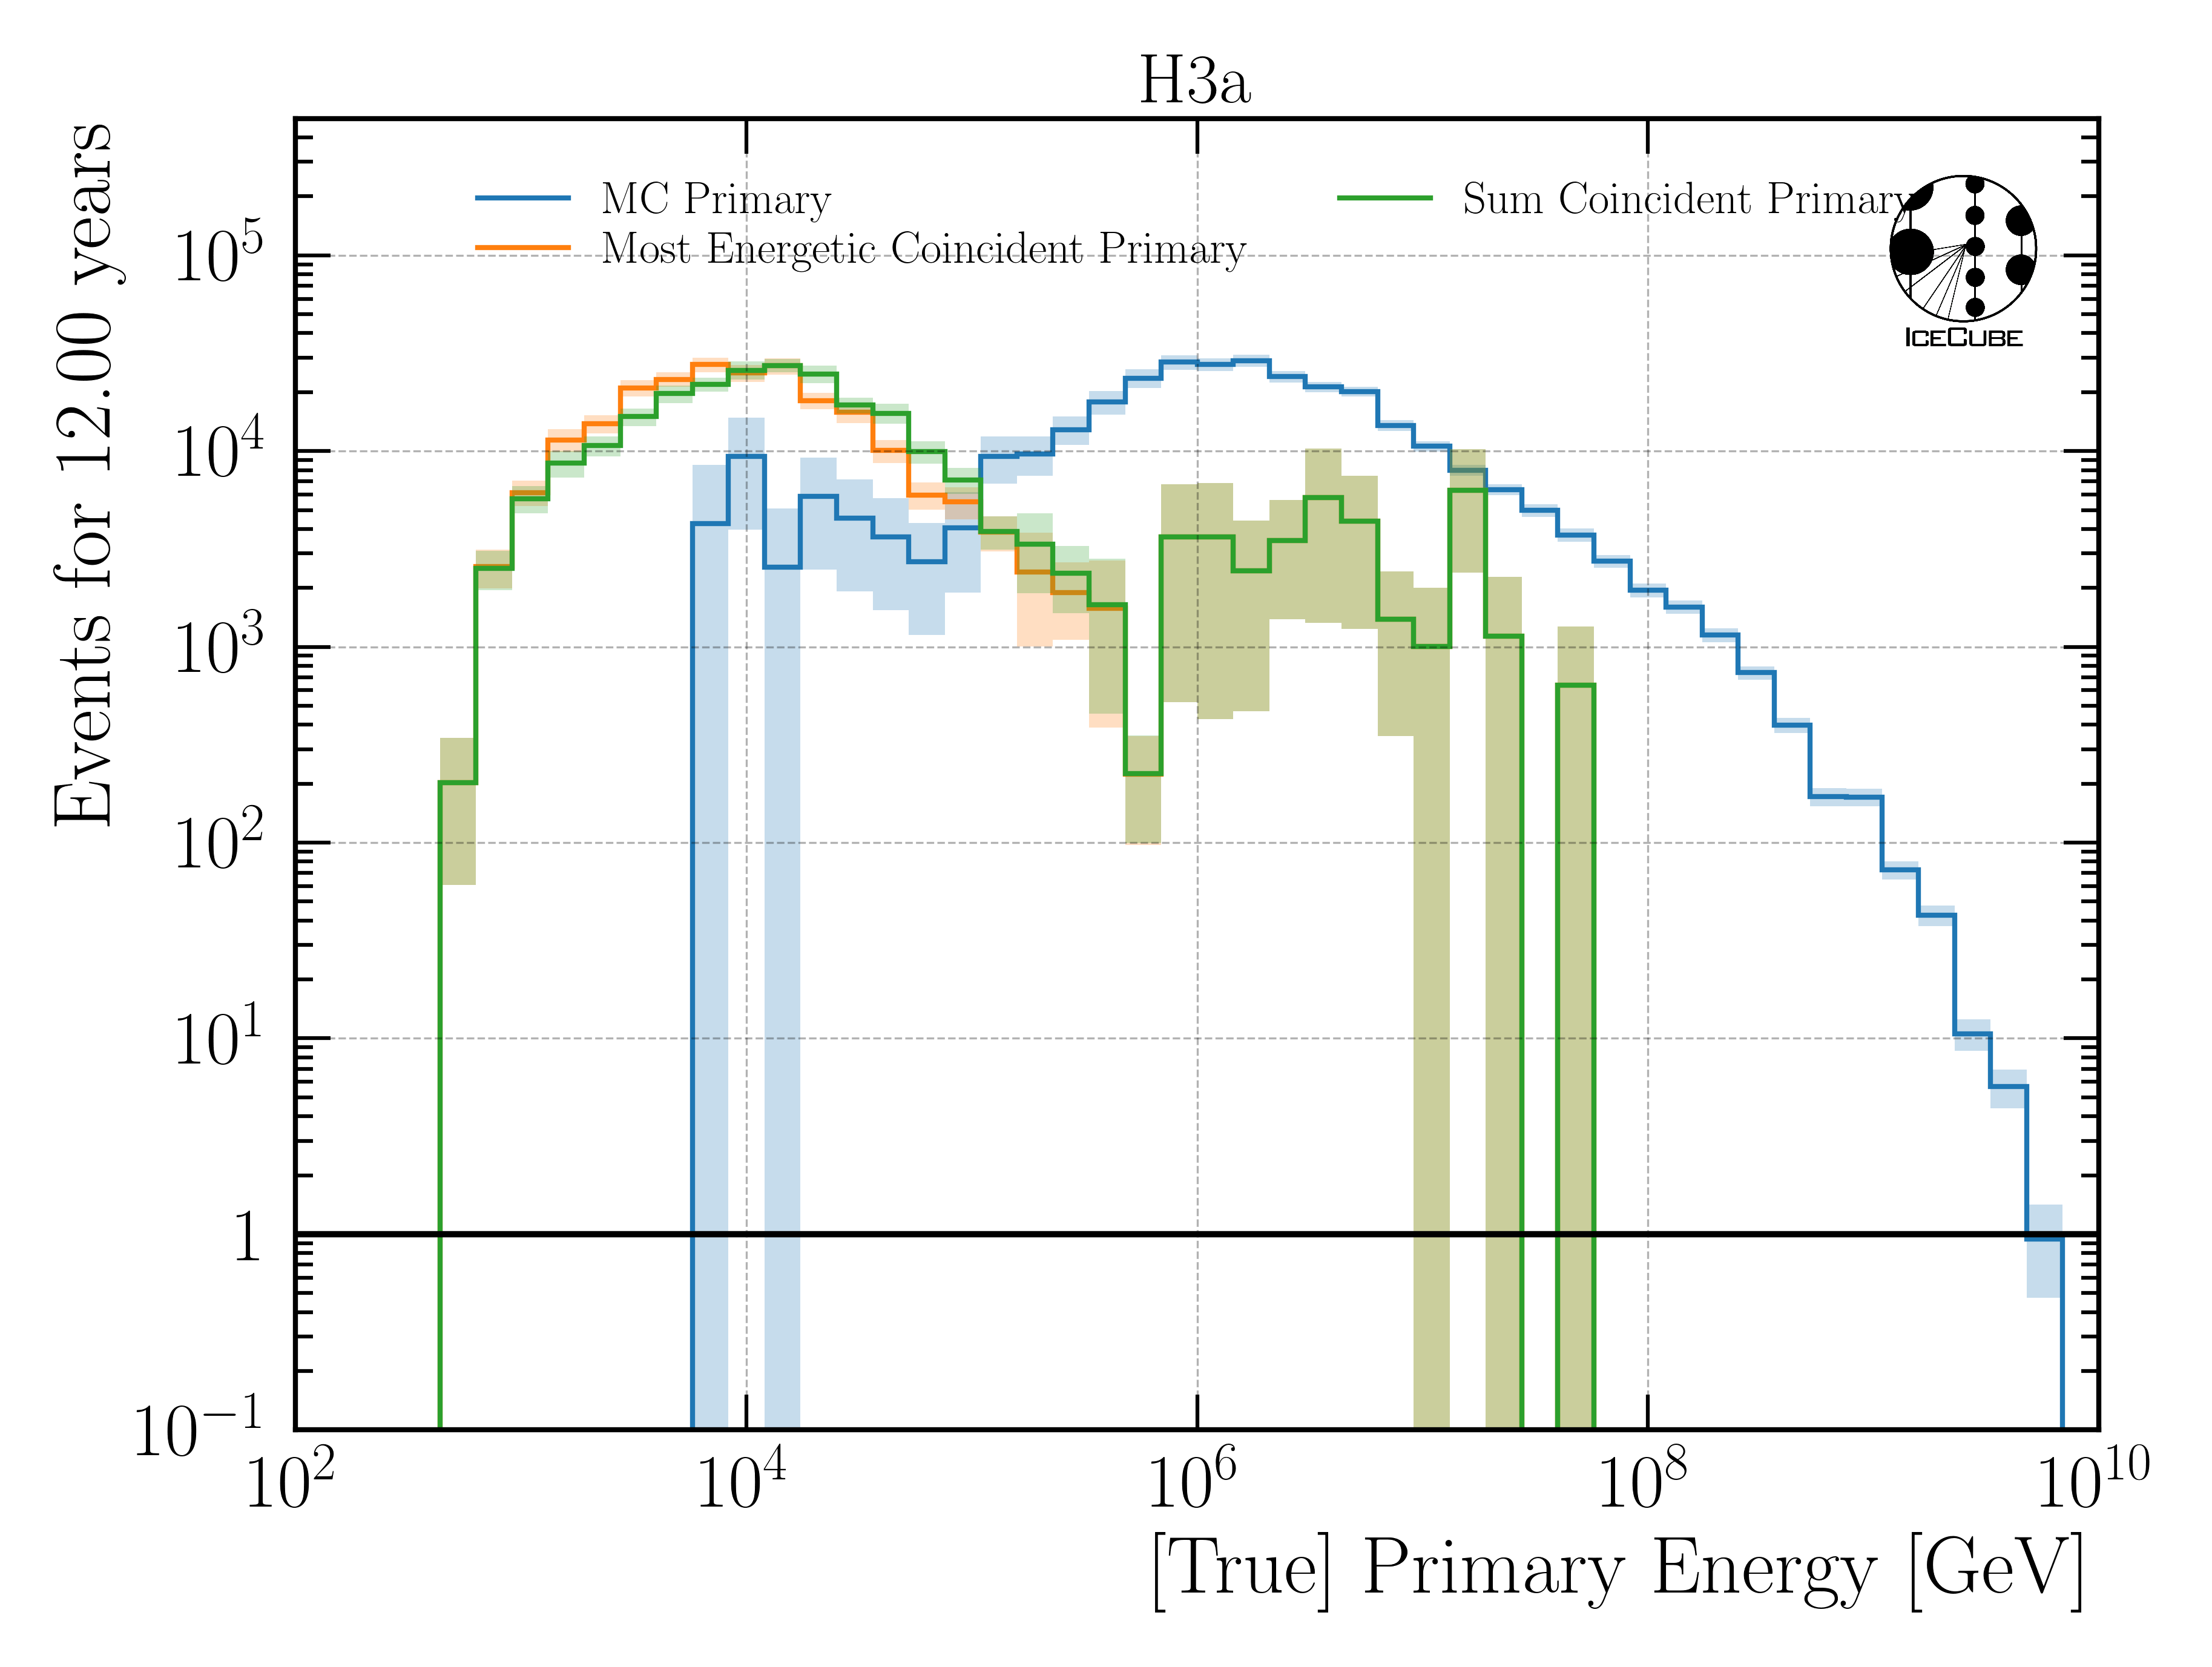 H3a
MC Primary
Most Energetic Coincident Primary
Sum Coincident Primary
ICECUBE
Events for 12.00 years
10^5
10^4
10^3
10^2
10^1
1
10^−1
10^2 10^4 10^6 10^8 10^10
[True] Primary Energy [GeV]